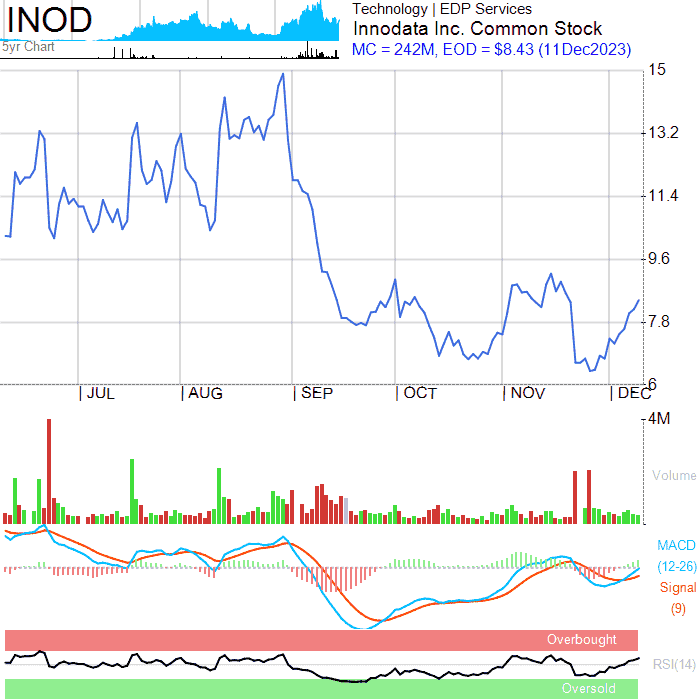 INOD
5yr Chart
Technology | EDP Services
Innodata Inc. Common Stock
MC = 242M, EOD = $8.43 (11Dec2023)
15
13.2
11.4
9.6
7.8
6
JUL AUG SEP OCT NOV DEC
4M
Volume
MACD
(12-26)
Signal
(9)
Overbought
RSI(14)
Oversold